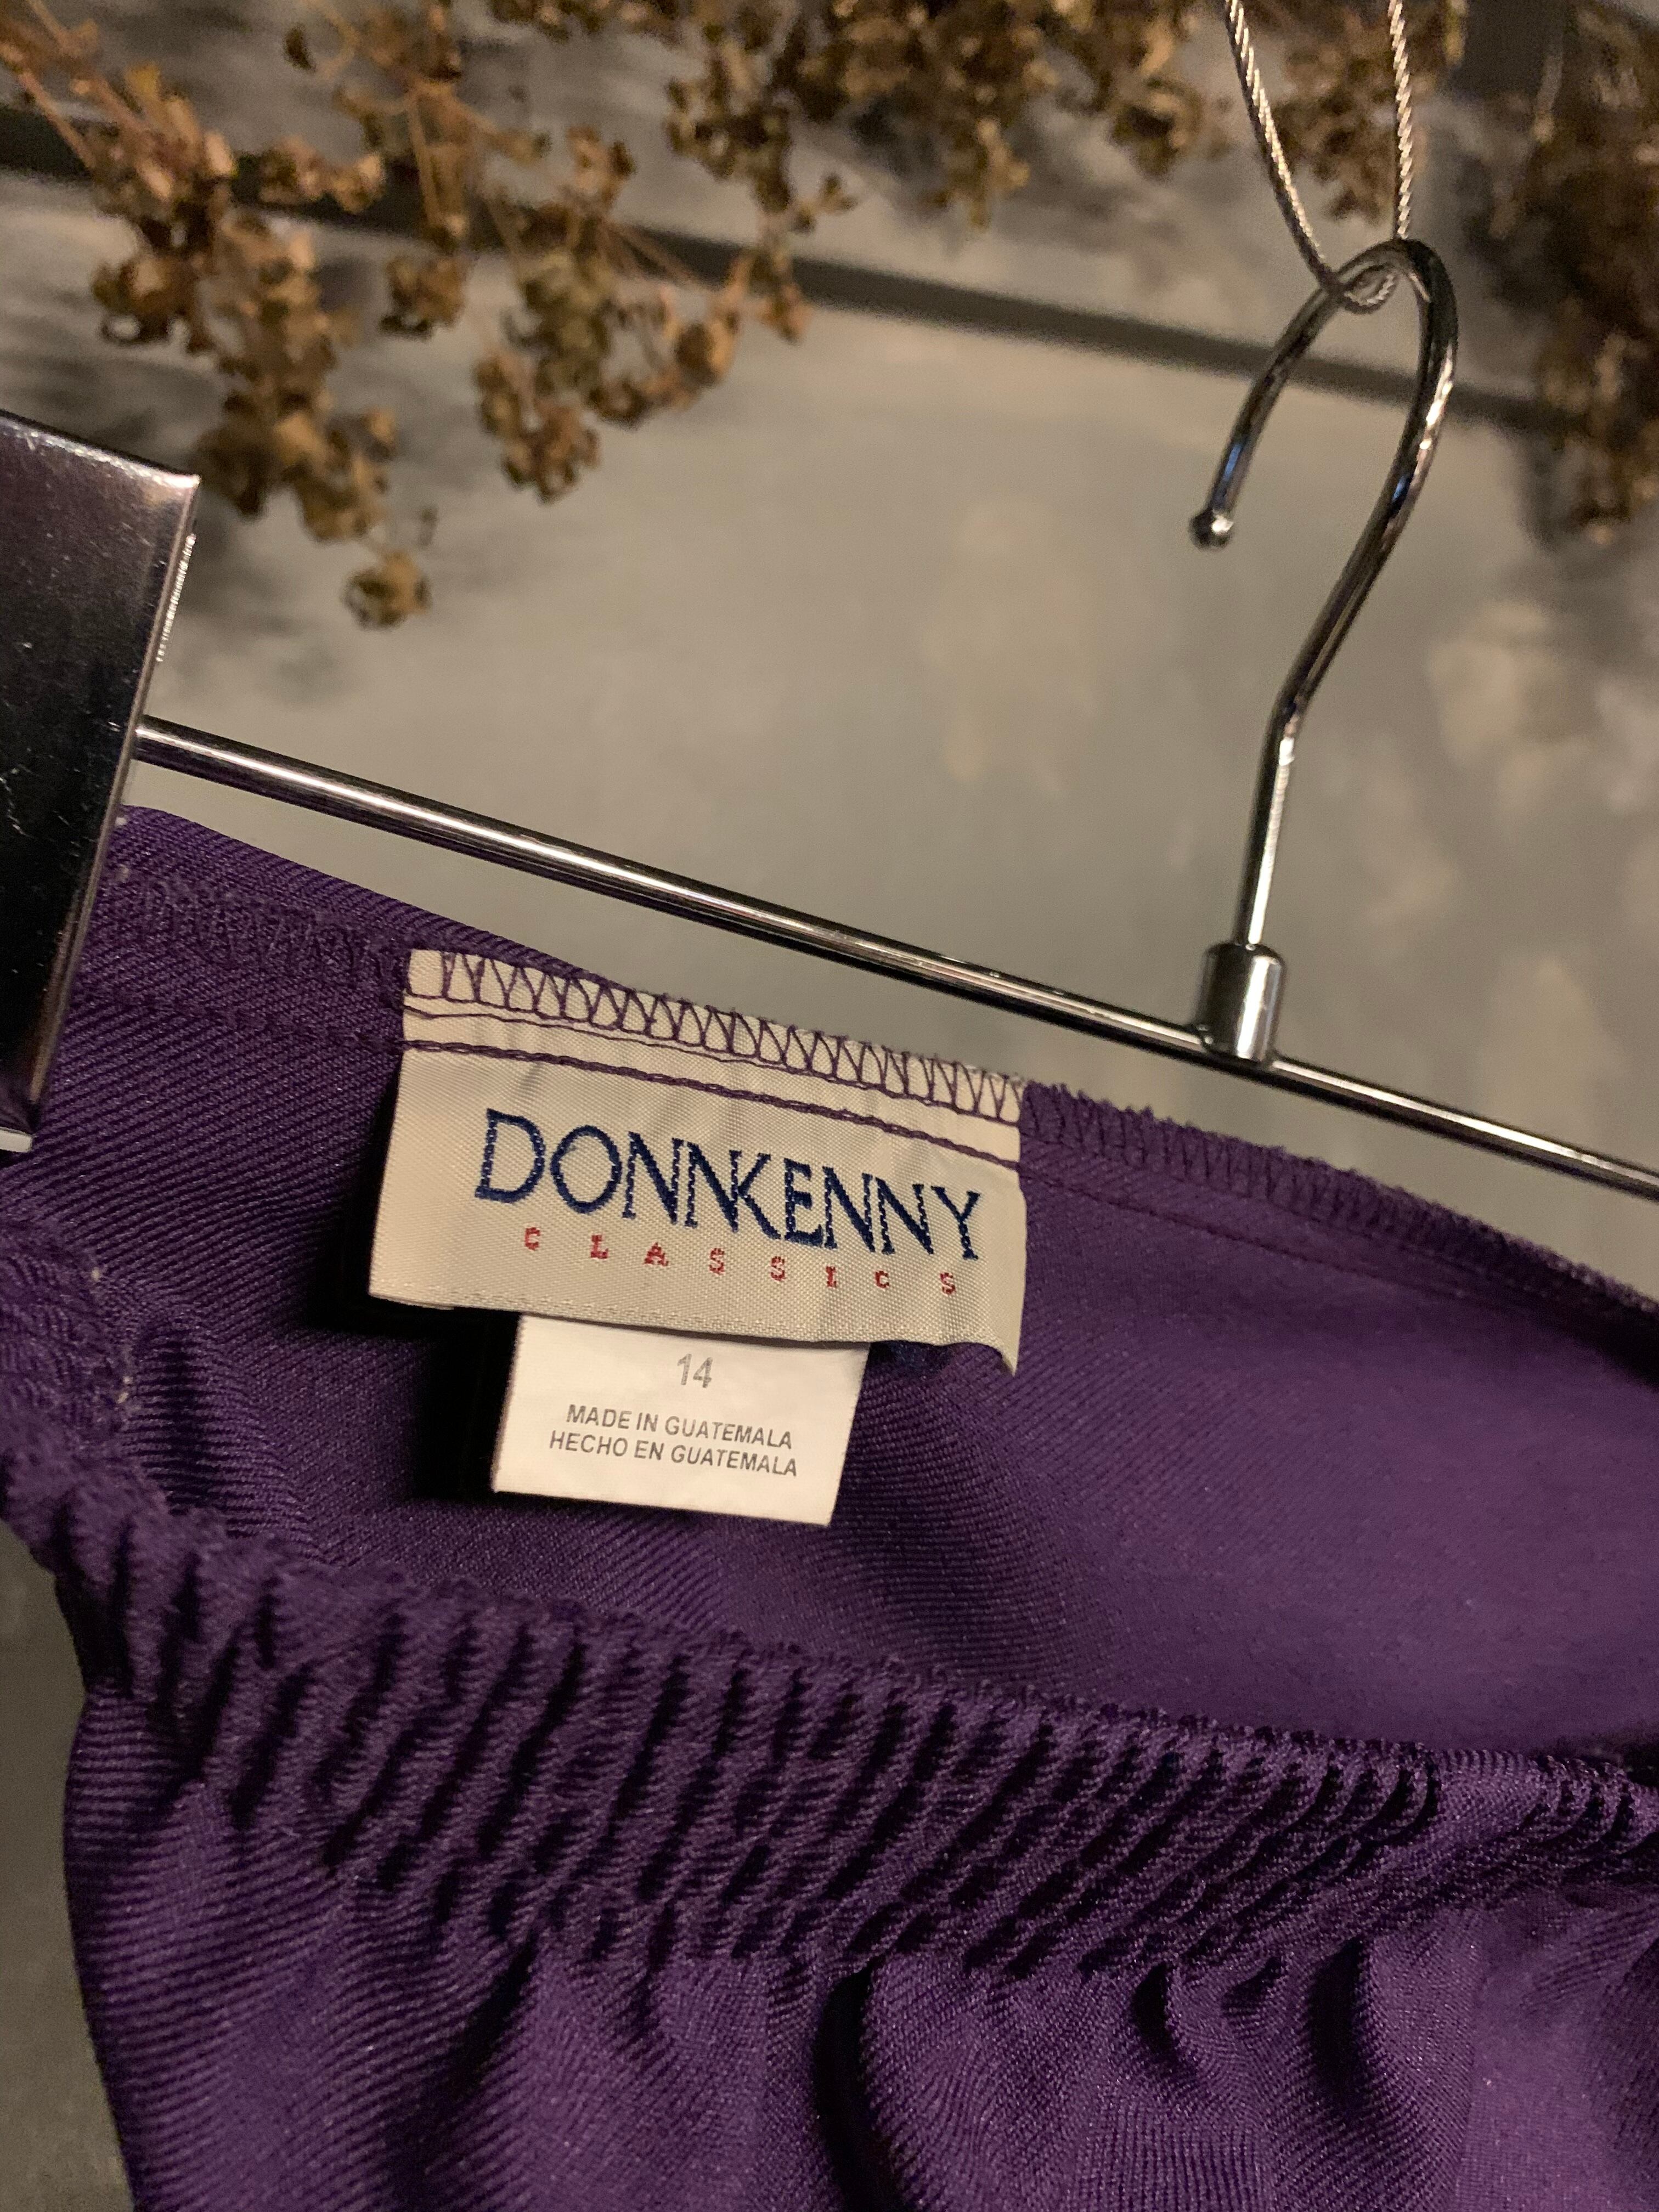 DONNKENNY
CLASSICS
14
MADE IN GUATEMALA
HECHO EN GUATEMALA